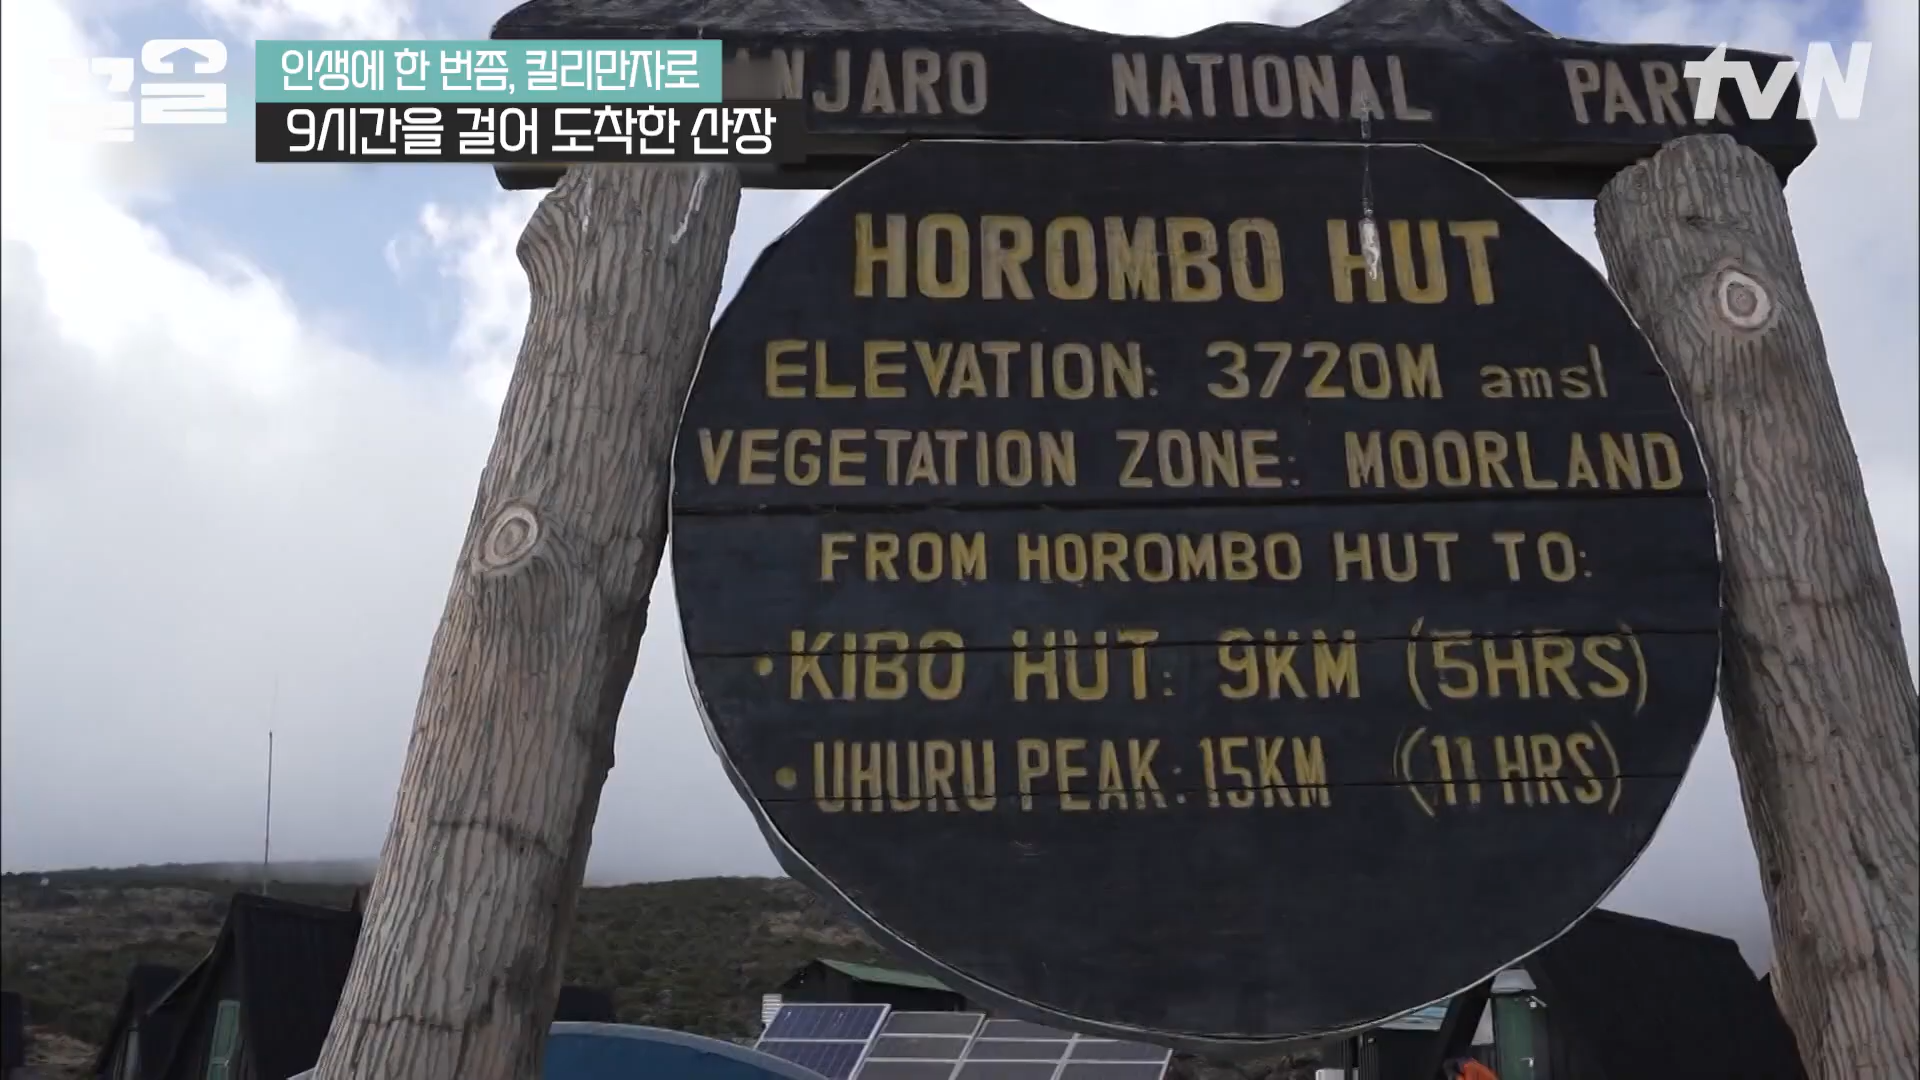 인생에 한 번쯤, 킬리만자로
9시간을 걸어 도착한 산장
tvN
NJARO NATIONAL PARK
HOROMBO HUT
ELEVATION: 3720M amsl
VEGETATION ZONE: MOORLAND
FROM HOROMBO HUT TO:
• KIBO HUT: 9KM (5HRS)
• UHURU PEAK: 15KM (11 HRS)